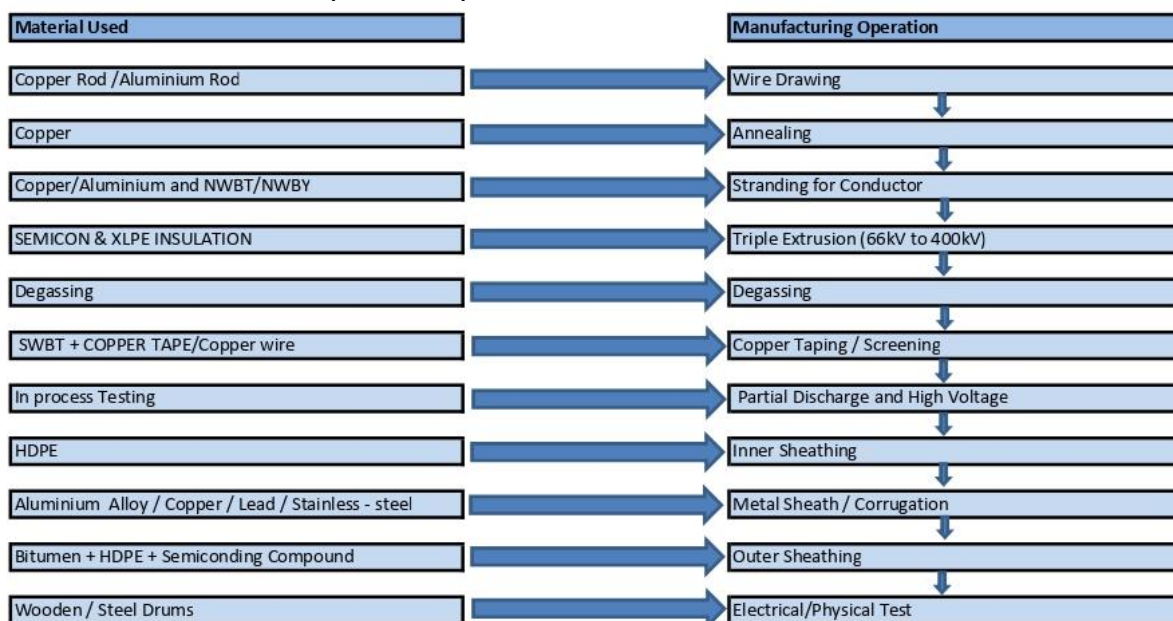 Material Used
Manufacturing Operation
Copper Rod /Aluminium Rod
Wire Drawing
Copper
Annealing
Copper/Aluminium and NWBT/NWBY
Stranding for Conductor
SEMICON & XLPE INSULATION
Triple Extrusion (66kV to 400kV)
Degassing
Degassing
SWBT + COPPER TAPE/Copper wire
Copper Taping / Screening
In process Testing
Partial Discharge and High Voltage
HDPE
Inner Sheathing
Aluminium Alloy / Copper / Lead / Stainless - steel
Metal Sheath / Corrugation
Bitumen + HDPE + Semiconding Compound
Outer Sheathing
Wooden / Steel Drums
Electrical/Physical Test